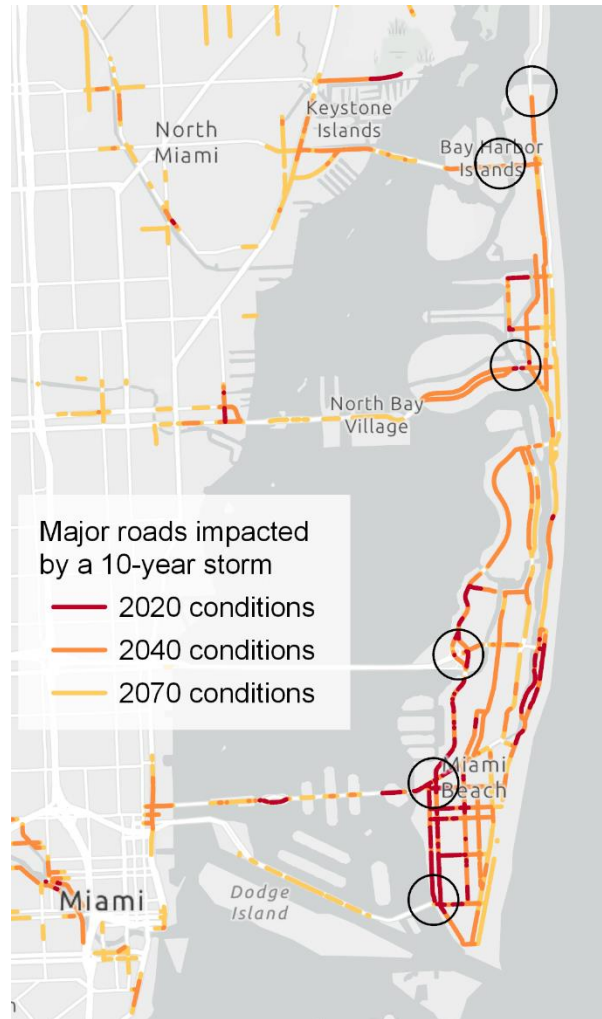 North
Miami
Keystone
Islands
Bay Harbor
Islands
North Bay
Village
Major roads impacted
by a 10-year storm
2020 conditions
2040 conditions
2070 conditions
Miami
Beach
Dodge
Island
Miami
n